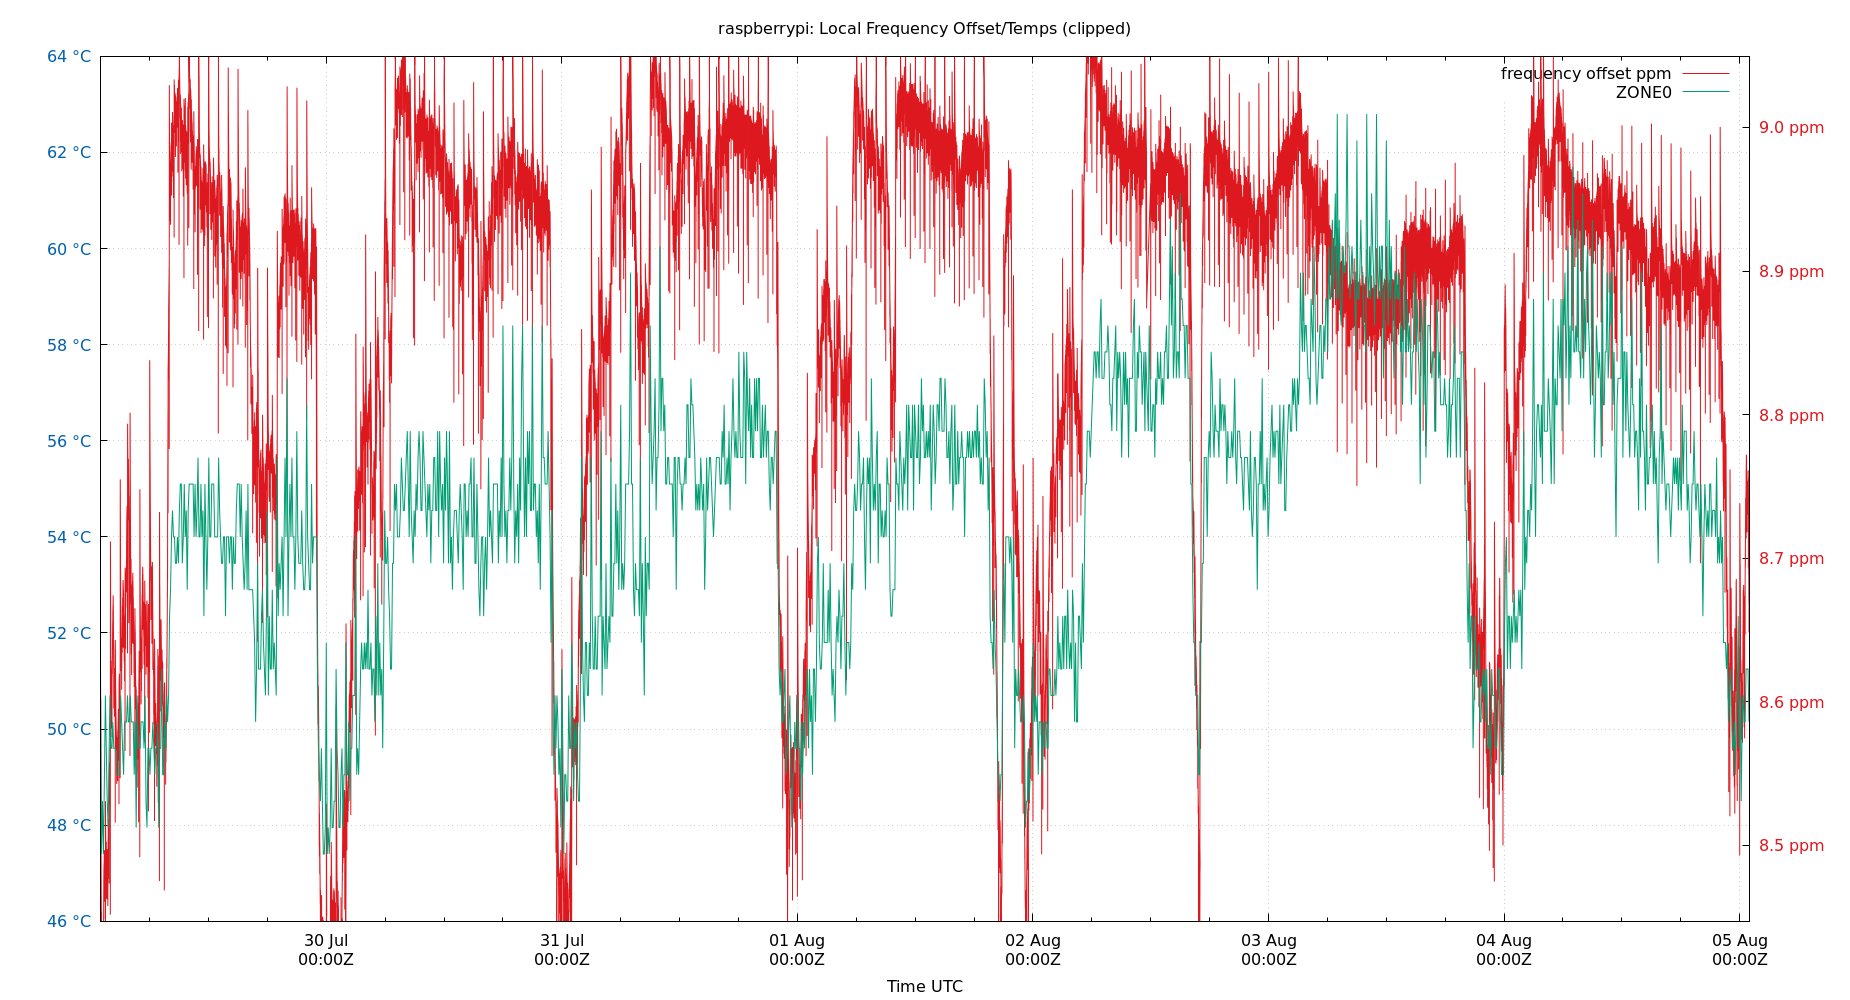 raspberrypi: Local Frequency Offset/Temps (clipped)
frequency offset ppm
ZONE0
64 °C
62 °C
60 °C
58 °C
56 °C
54 °C
52 °C
50 °C
48 °C
46 °C
9.0 ppm
8.9 ppm
8.8 ppm
8.7 ppm
8.6 ppm
8.5 ppm
30 Jul
00:00Z
31 Jul
00:00Z
01 Aug
00:00Z
02 Aug
00:00Z
03 Aug
00:00Z
04 Aug
00:00Z
05 Aug
00:00Z
Time UTC